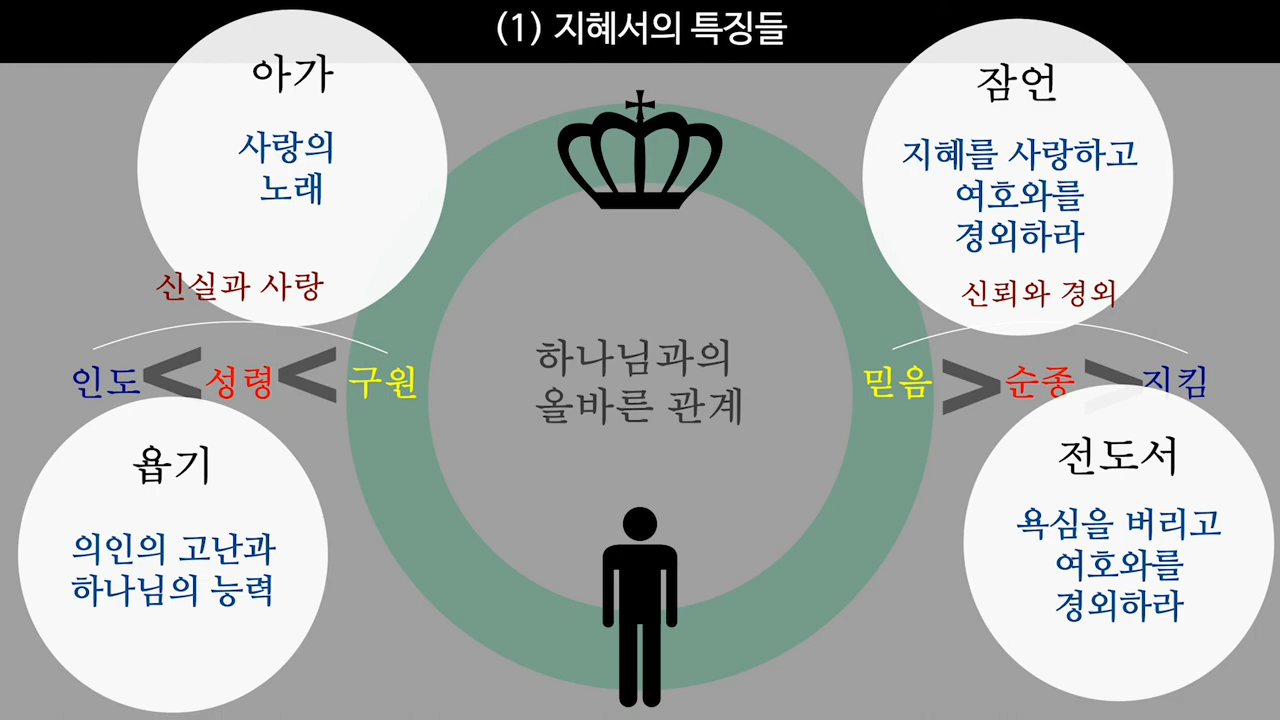 (1) 지혜서의 특징들
아가
사랑의
노래
신실과 사랑
인도 < 성령 < 구원
욥기
의인의 고난과
하나님의 능력
하나님과의
올바른 관계
잠언
지혜를 사랑하고
여호와를
경외하라
신뢰와 경외
믿음 > 순종 > 지킴
전도서
욕심을 버리고
여호와를
경외하라